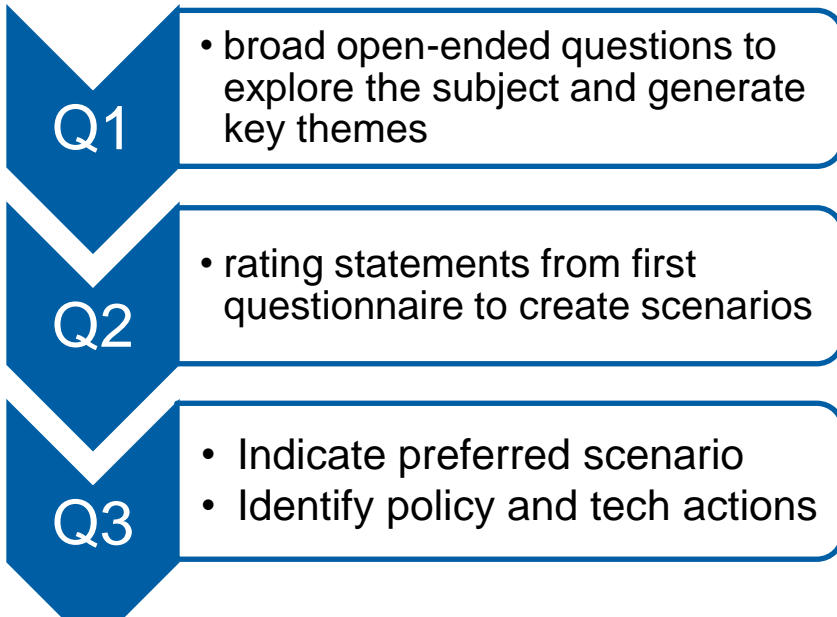 Q1
• broad open-ended questions to
explore the subject and generate
key themes
Q2
• rating statements from first
questionnaire to create scenarios
Q3
• Indicate preferred scenario
• Identify policy and tech actions